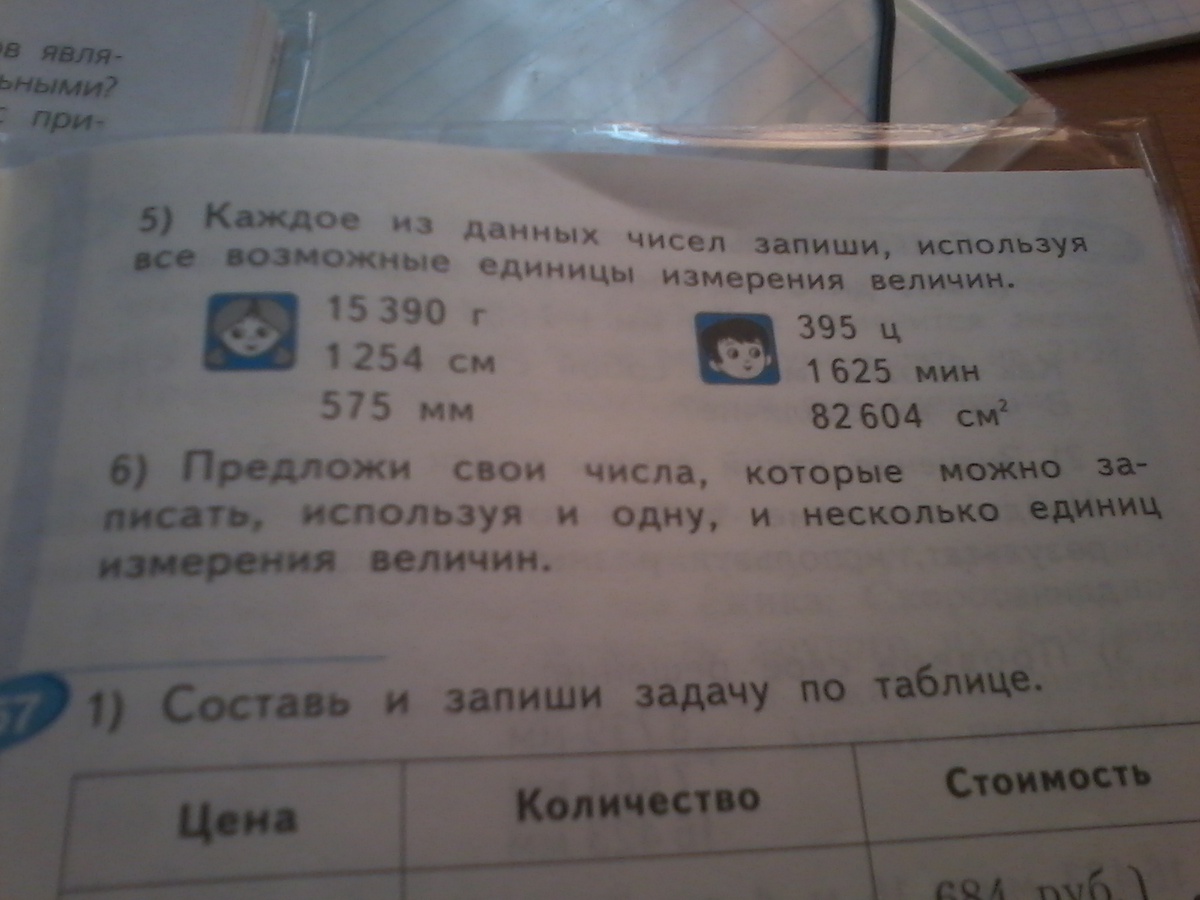 ов явля-
ьными?
с при-
5) Каждое из данных чисел запиши, используя
все возможные единицы измерения величин.
15 390 г
1 254 см
575 мм
395 ц
1 625 мин
82 604 см²
6) Предложи свои числа, которые можно за-
писать, используя и одну, и несколько единиц
измерения величин.
67
1) Составь и запиши задачу по таблице.
Цена Количество Стоимость
684 руб.)